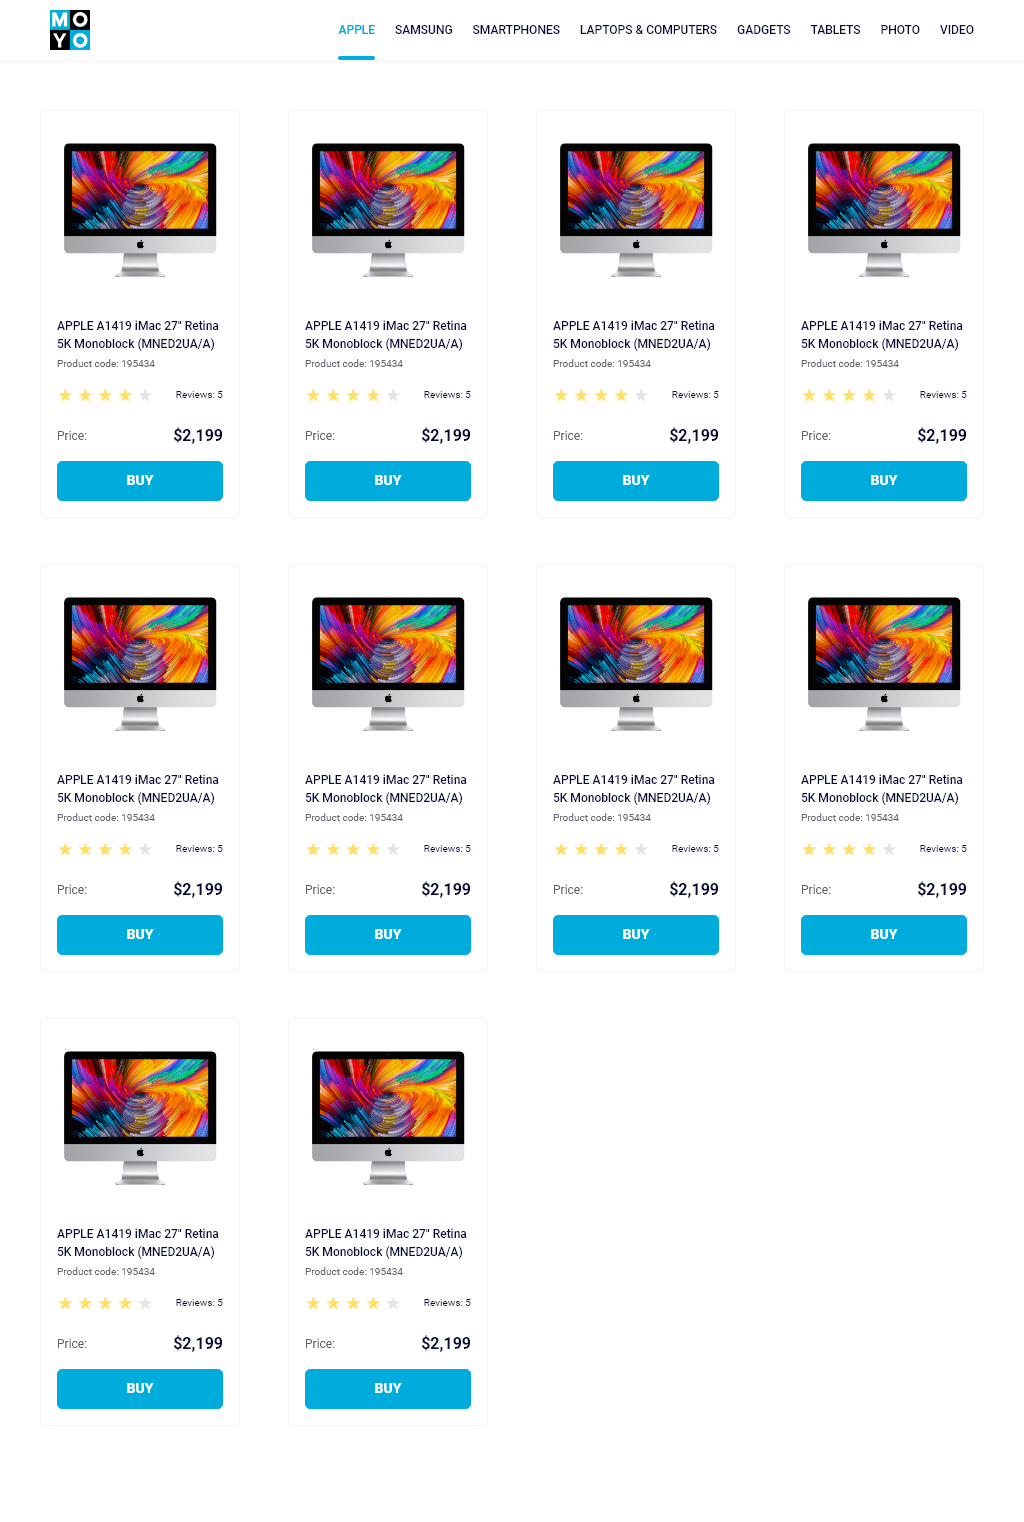 MO
YO
APPLE SAMSUNG SMARTPHONES LAPTOPS & COMPUTERS GADGETS TABLETS PHOTO VIDEO
APPLE A1419 iMac 27" Retina
5K Monoblock (MNED2UA/A)
Product code: 195434
Reviews: 5
Price: $2,199
BUY
APPLE A1419 iMac 27" Retina
5K Monoblock (MNED2UA/A)
Product code: 195434
Reviews: 5
Price: $2,199
BUY
APPLE A1419 iMac 27" Retina
5K Monoblock (MNED2UA/A)
Product code: 195434
Reviews: 5
Price: $2,199
BUY
APPLE A1419 iMac 27" Retina
5K Monoblock (MNED2UA/A)
Product code: 195434
Reviews: 5
Price: $2,199
BUY
APPLE A1419 iMac 27" Retina
5K Monoblock (MNED2UA/A)
Product code: 195434
Reviews: 5
Price: $2,199
BUY
APPLE A1419 iMac 27" Retina
5K Monoblock (MNED2UA/A)
Product code: 195434
Reviews: 5
Price: $2,199
BUY
APPLE A1419 iMac 27" Retina
5K Monoblock (MNED2UA/A)
Product code: 195434
Reviews: 5
Price: $2,199
BUY
APPLE A1419 iMac 27" Retina
5K Monoblock (MNED2UA/A)
Product code: 195434
Reviews: 5
Price: $2,199
BUY
APPLE A1419 iMac 27" Retina
5K Monoblock (MNED2UA/A)
Product code: 195434
Reviews: 5
Price: $2,199
BUY
APPLE A1419 iMac 27" Retina
5K Monoblock (MNED2UA/A)
Product code: 195434
Reviews: 5
Price: $2,199
BUY